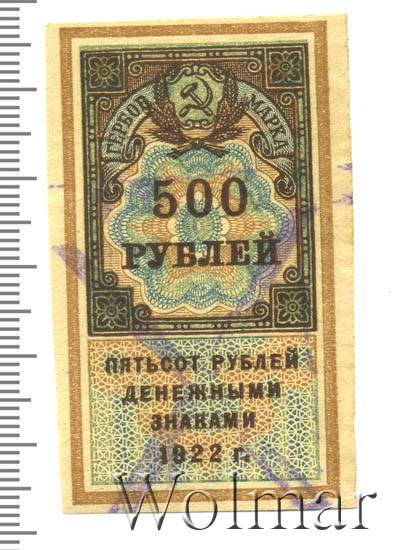 ГЕРБОВ. МАРКА
500
РУБЛЕЙ
ПЯТЬСОТ РУБЛЕЙ
ДЕНЕЖНЫМИ
ЗНАКАМИ
1922 г.
Wolmar